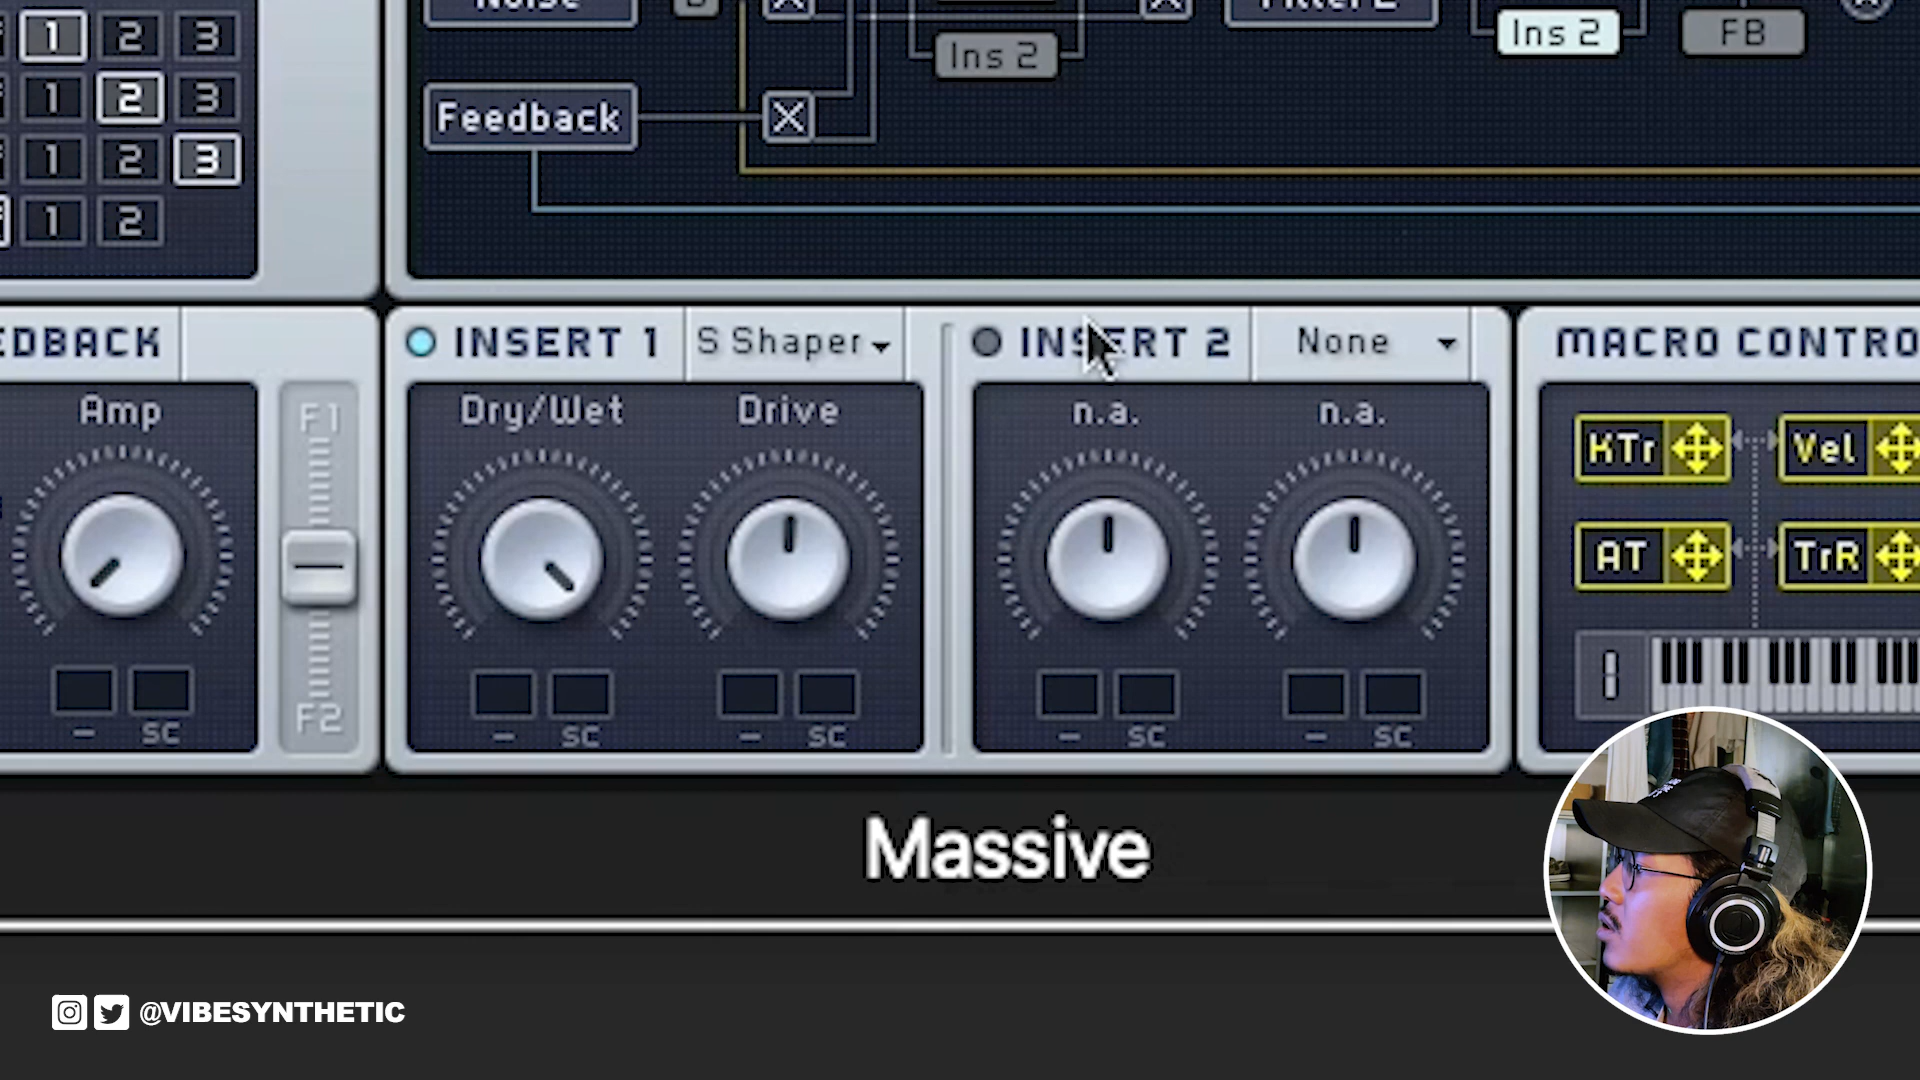 Noise
1 2 3
Ins 2
FB
Ins 2
1 2 3
Feedback
1 2 3
1 2
EDBACK
INSERT 1
S Shaper
INSERT 2
None
MACRO CONTRO
Amp
F1
Dry/Wet
Drive
n.a.
n.a.
KTr
Vel
AT
TrR
F2
SC
SC
SC
SC
SC
Massive
@VIBESYNTHETIC